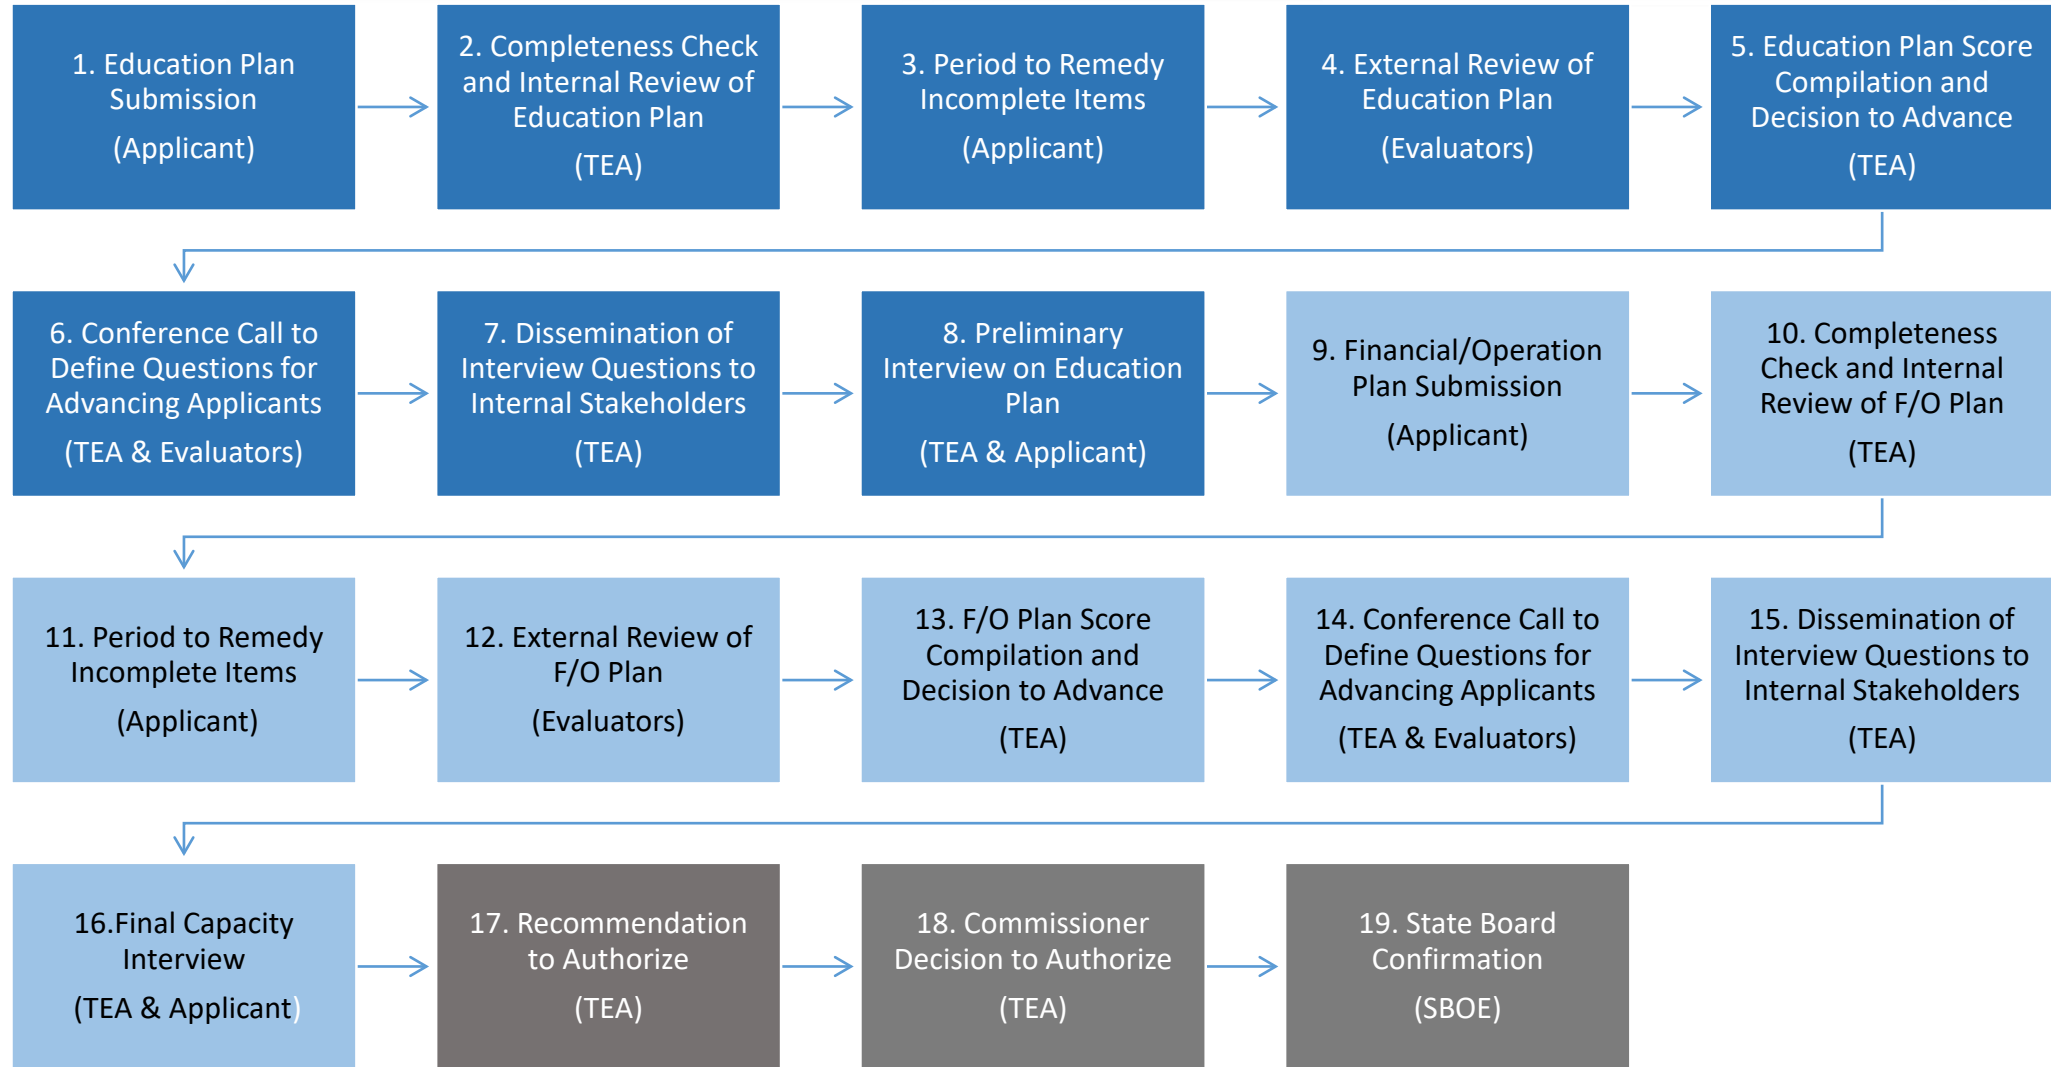 1. Education Plan
Submission
(Applicant)
2. Completeness Check
and Internal Review of
Education Plan
(TEA)
3. Period to Remedy
Incomplete Items
(Applicant)
4. External Review of
Education Plan
(Evaluators)
5. Education Plan Score
Compilation and
Decision to Advance
(TEA)
6. Conference Call to
Define Questions for
Advancing Applicants
(TEA & Evaluators)
7. Dissemination of
Interview Questions to
Internal Stakeholders
(TEA)
8. Preliminary
Interview on Education
Plan
(TEA & Applicant)
9. Financial/Operation
Plan Submission
(Applicant)
10. Completeness
Check and Internal
Review of F/O Plan
(TEA)
11. Period to Remedy
Incomplete Items
(Applicant)
12. External Review of
F/O Plan
(Evaluators)
13. F/O Plan Score
Compilation and
Decision to Advance
(TEA)
14. Conference Call to
Define Questions for
Advancing Applicants
(TEA & Evaluators)
15. Dissemination of
Interview Questions to
Internal Stakeholders
(TEA)
16.Final Capacity
Interview
(TEA & Applicant)
17. Recommendation
to Authorize
(TEA)
18. Commissioner
Decision to Authorize
(TEA)
19. State Board
Confirmation
(SBOE)